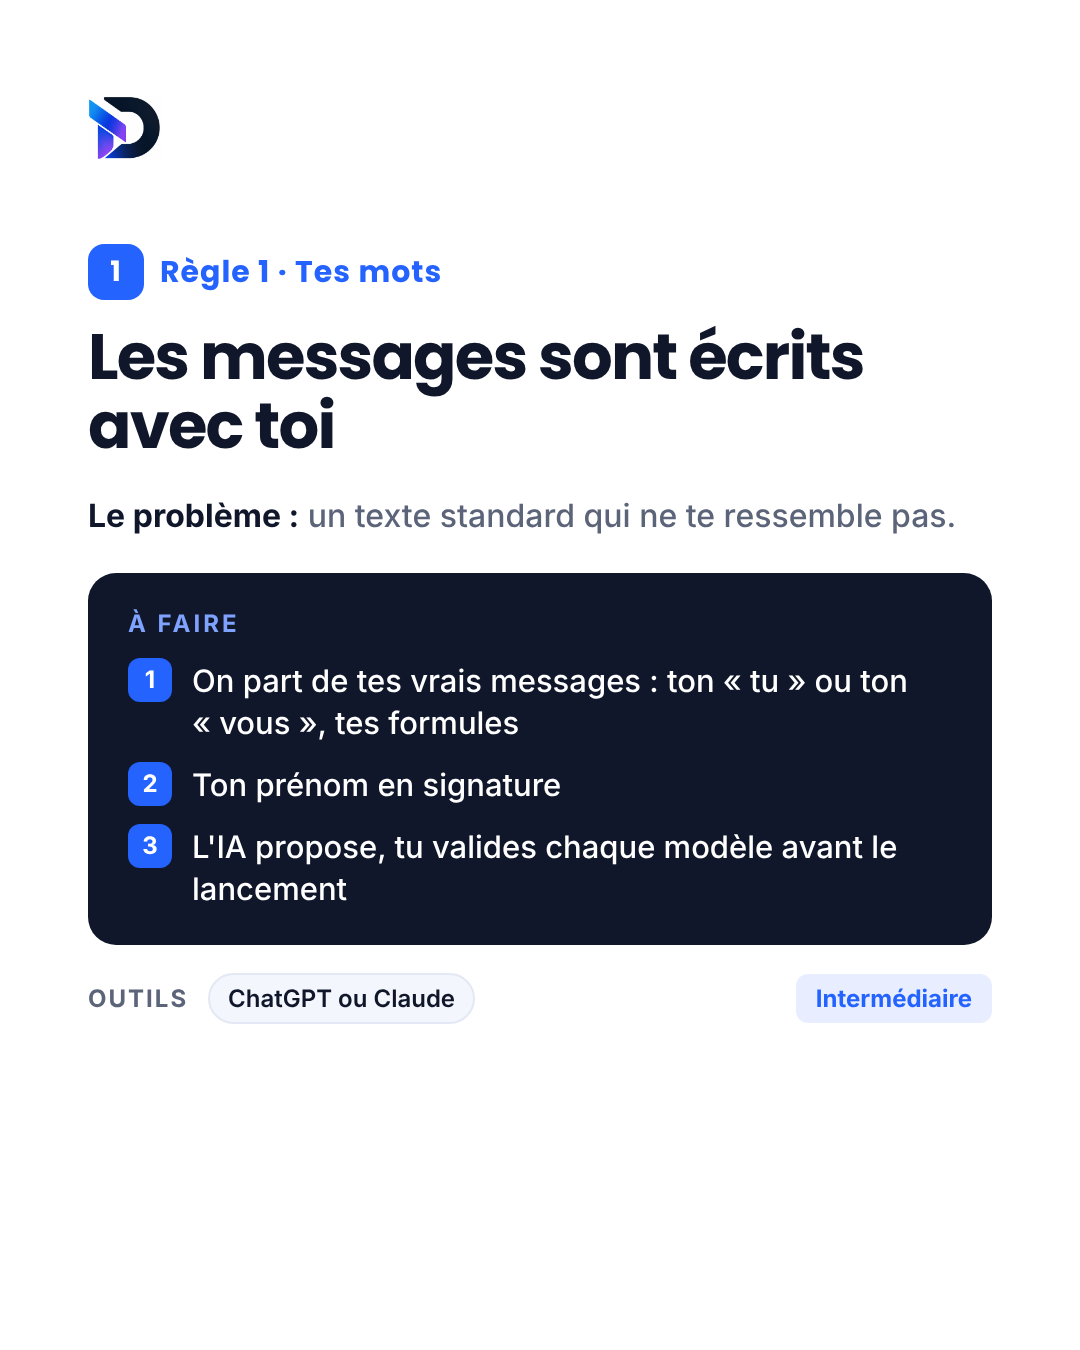 1 Règle 1 · Tes mots
Les messages sont écrits
avec toi
Le problème : un texte standard qui ne te ressemble pas.
À FAIRE
1 On part de tes vrais messages : ton « tu » ou ton
« vous », tes formules
2 Ton prénom en signature
3 L'IA propose, tu valides chaque modèle avant le
lancement
OUTILS ChatGPT ou Claude Intermédiaire